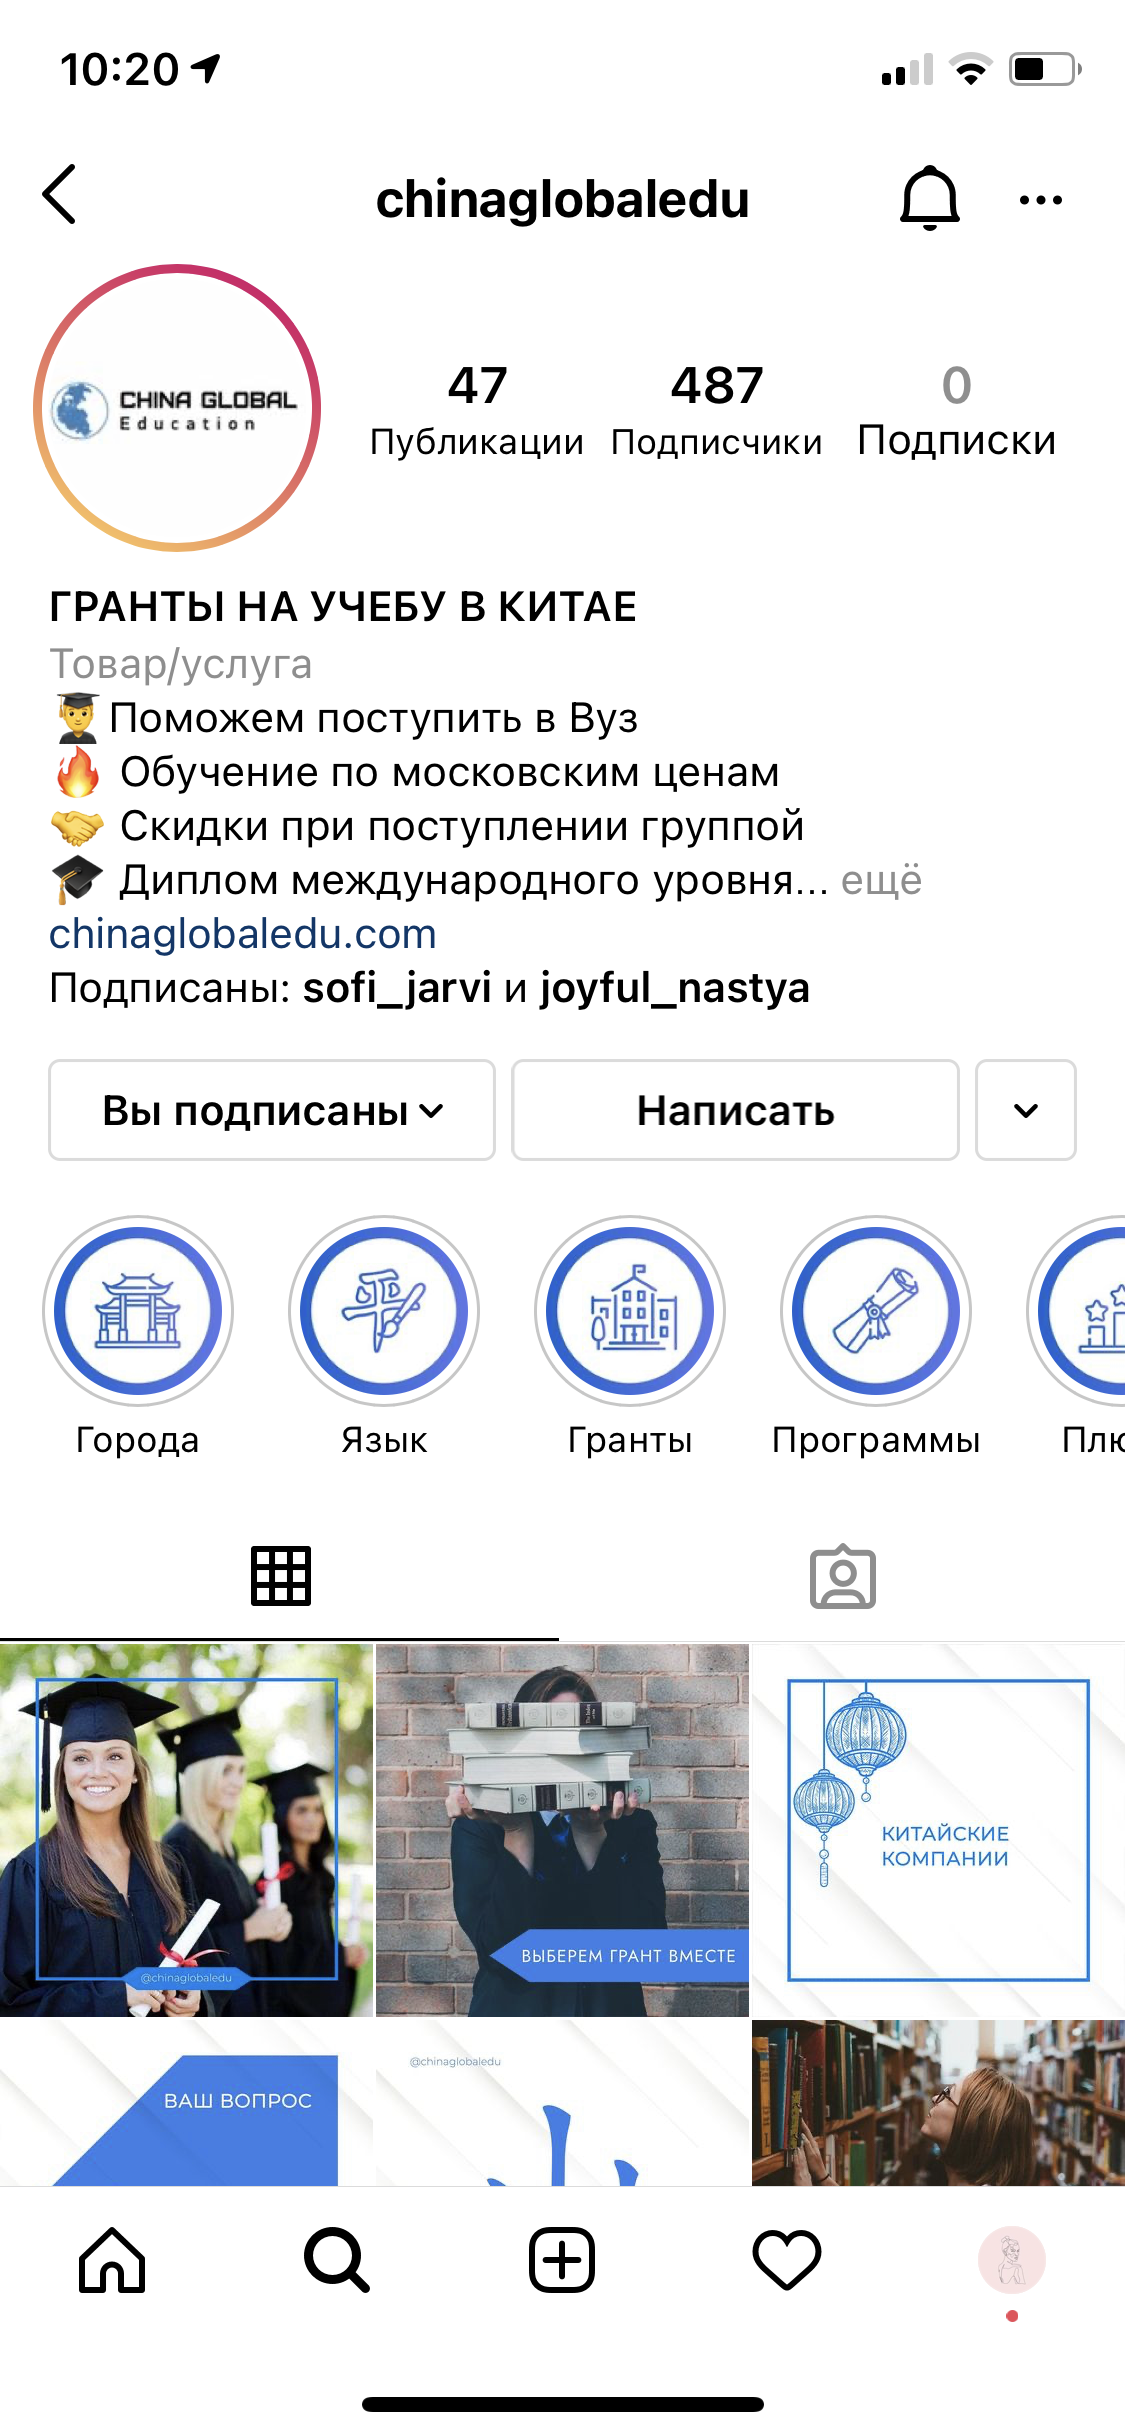 10:20
chinaglobaledu
CHINA GLOBAL
Education
47
Публикации
487
Подписчики
0
Подписки
ГРАНТЫ НА УЧЕБУ В КИТАЕ
Товар/услуга
👨‍🎓Поможем поступить в Вуз
🔥 Обучение по московским ценам
🤝 Скидки при поступлении группой
🎓 Диплом международного уровня... ещё
chinaglobaledu.com
Подписаны: sofi_jarvi и joyful_nastya
Вы подписаны
Написать
Города
Язык
Гранты
Программы
Плю
@chinaglobaledu
ВЫБЕРЕМ ГРАНТ ВМЕСТЕ
КИТАЙСКИЕ
КОМПАНИИ
ВАШ ВОПРОС
@chinaglobaledu